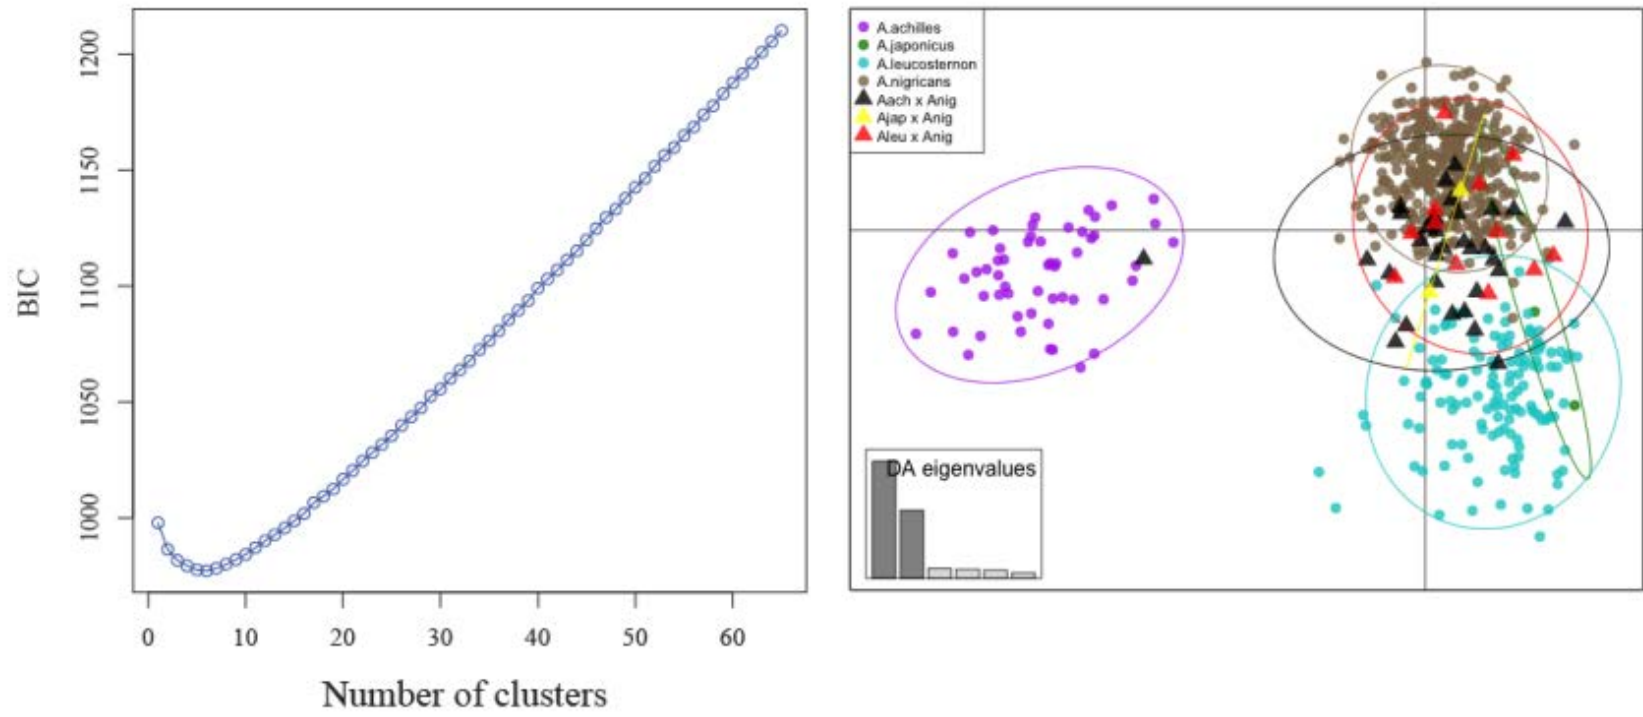 BIC
1200
1150
1100
1050
1000
0 10 20 30 40 50 60
Number of clusters
A.achilles
A.japonicus
A.leucosternon
A.nigricans
Aach x Anig
Ajap x Anig
Aleu x Anig
DA eigenvalues